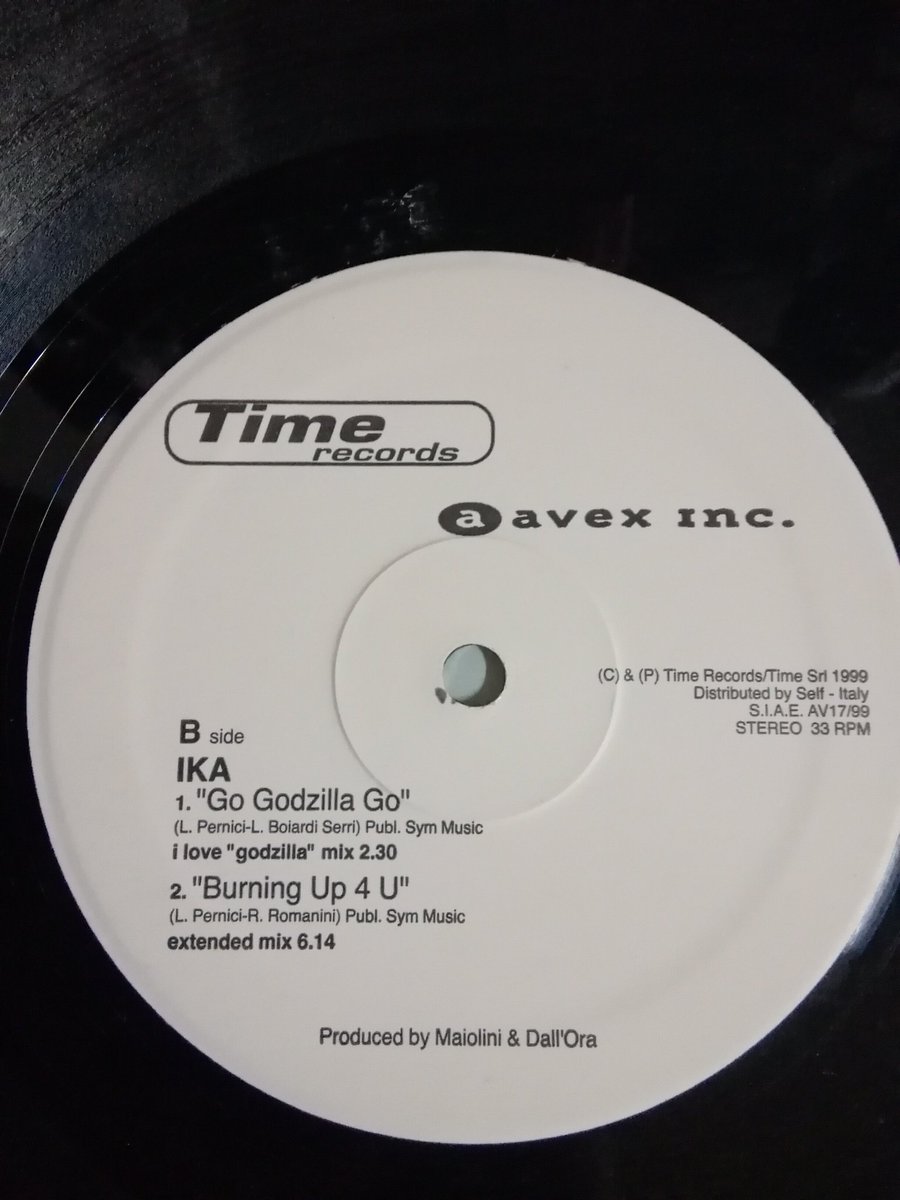 Time
records
a avex inc.
(C) & (P) Time Records/Time Srl 1999
Distributed by Self - Italy
S.I.A.E. AV17/99
STEREO 33 RPM
B side
IKA
1. "Go Godzilla Go"
(L. Pernici-L. Boiardi Serri) Publ. Sym Music
i love "godzilla" mix 2.30
2. "Burning Up 4 U"
(L. Pernici-R. Romanini) Publ. Sym Music
extended mix 6.14
Produced by Maiolini & Dall'Ora